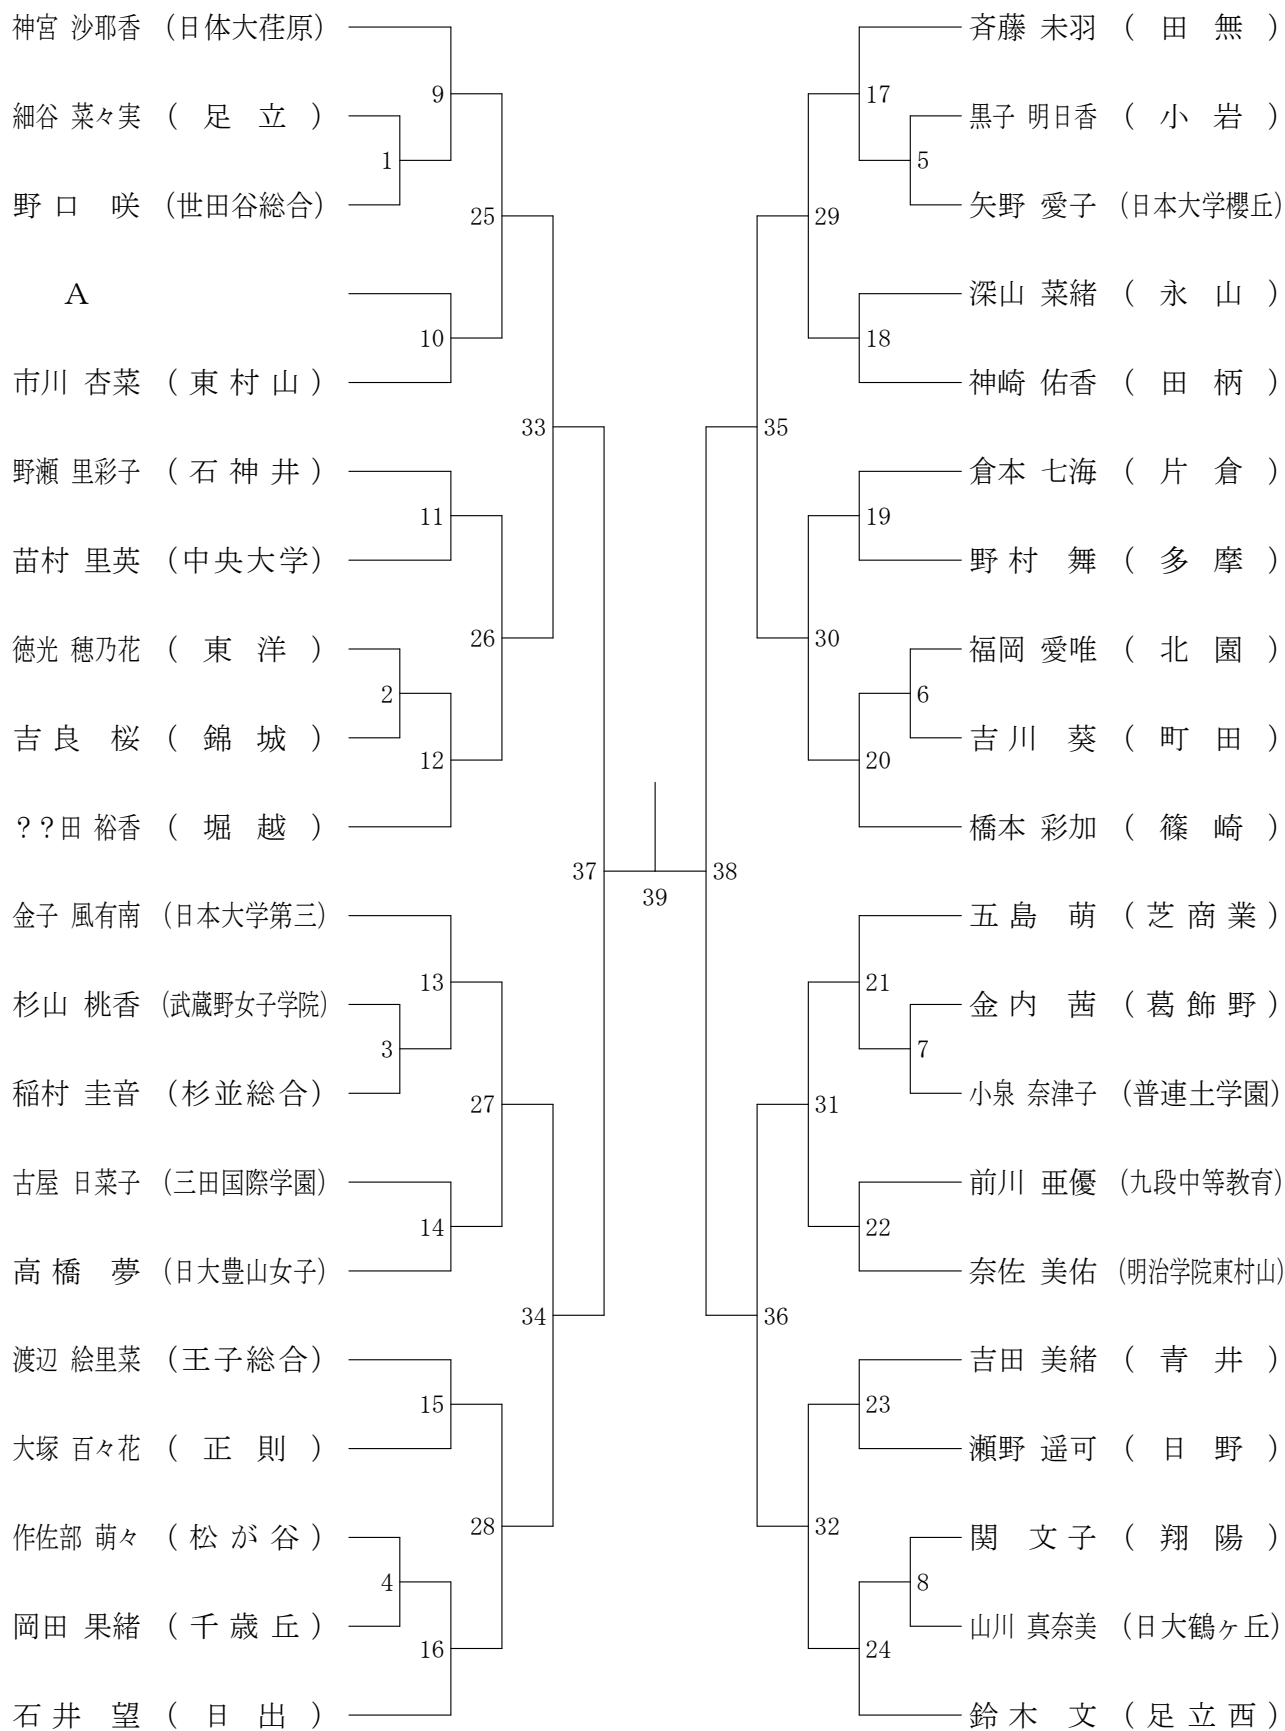 神宮 沙耶香 (日体大荏原)
細谷 菜々実 ( 足 立 )
野 口 咲 (世田谷総合)
A
市川 杏菜 ( 東 村 山 )
野瀬 里彩子 ( 石 神 井 )
苗村 里英 (中央大学)
徳光 穂乃花 ( 東 洋 )
吉 良 桜 ( 錦 城 )
??田 裕香 ( 堀 越 )
金子 風有南 (日本大学第三)
杉山 桃香 (武蔵野女子学院)
稲村 圭音 (杉並総合)
古屋 日菜子 (三田国際学園)
高 橋 夢 (日大豊山女子)
渡辺 絵里菜 (王子総合)
大塚 百々花 ( 正 則 )
作佐部 萌々 ( 松 が 谷 )
岡田 果緒 ( 千 歳 丘 )
石 井 望 ( 日 出 )
1
2
3
4
9
10
11
12
13
14
15
16
25
26
27
28
33
34
37
39
38
35
36
29
30
31
32
17
18
19
20
21
22
23
24
5
6
7
8
斉藤 未羽 ( 田 無 )
黒子 明日香 ( 小 岩 )
矢野 愛子 (日本大学櫻丘)
深山 菜緒 ( 永 山 )
神崎 佑香 ( 田 柄 )
倉本 七海 ( 片 倉 )
野 村 舞 ( 多 摩 )
福岡 愛唯 ( 北 園 )
吉 川 葵 ( 町 田 )
橋本 彩加 ( 篠 崎 )
五 島 萌 ( 芝 商 業 )
金 内 茜 ( 葛 飾 野 )
小泉 奈津子 (普連土学園)
前川 亜優 (九段中等教育)
奈佐 美佑 (明治学院東村山)
吉田 美緒 ( 青 井 )
瀬野 遥可 ( 日 野 )
関 文 子 ( 翔 陽 )
山川 真奈美 (日大鶴ヶ丘)
鈴 木 文 ( 足 立 西 )